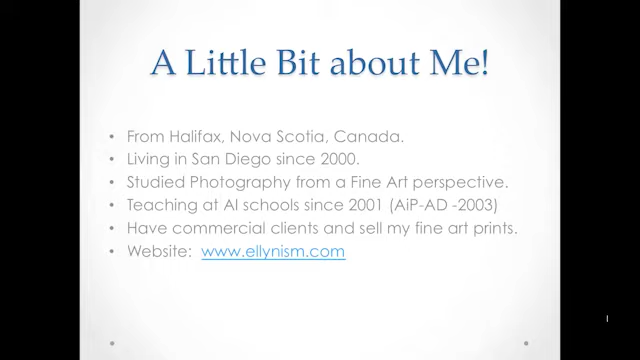 A Little Bit about Me!
• From Halifax, Nova Scotia, Canada.
• Living in San Diego since 2000.
• Studied Photography from a Fine Art perspective.
• Teaching at AI schools since 2001 (AiP-AD -2003)
• Have commercial clients and sell my fine art prints.
• Website: www.ellynism.com